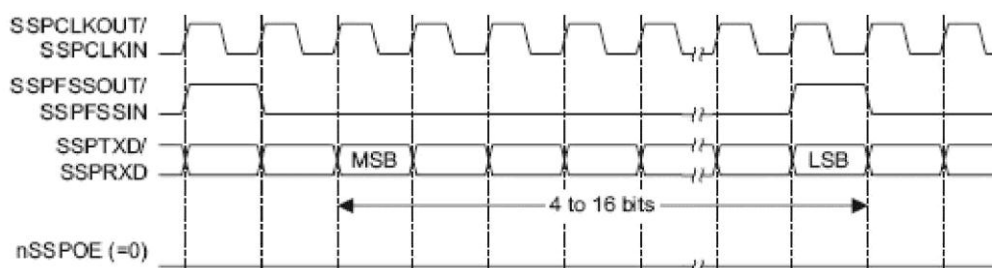 SSPCLKOUT/
SSPCLKIN
SSPFSSOUT/
SSPFSSIN
SSPTXD/
SSPRXD
MSB
LSB
4 to 16 bits
nSSPOE (=0)